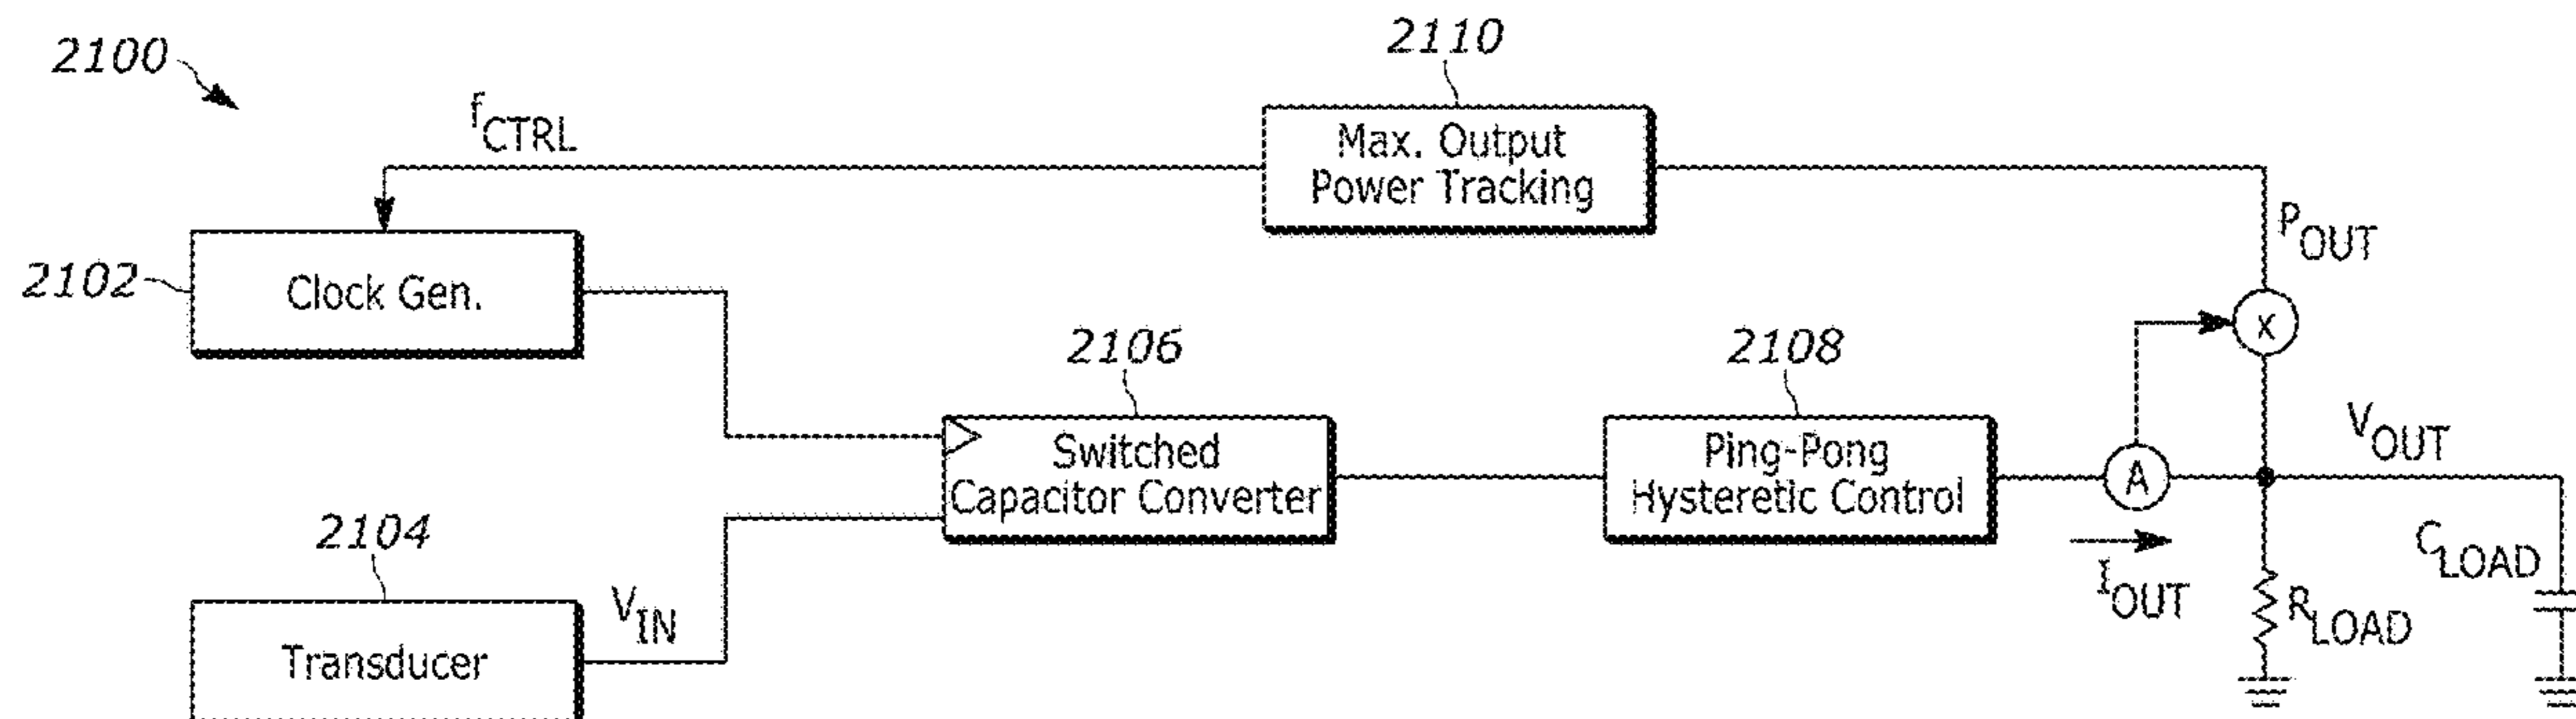 2100
2110
fCTRL
Max. Output
Power Tracking
POUT
2102
Clock Gen.
X
2106
2108
Switched
Capacitor Converter
Ping-Pong
Hysteretic Control
A
VOUT
IOUT
CLOAD
RLOAD
2104
VIN
Transducer